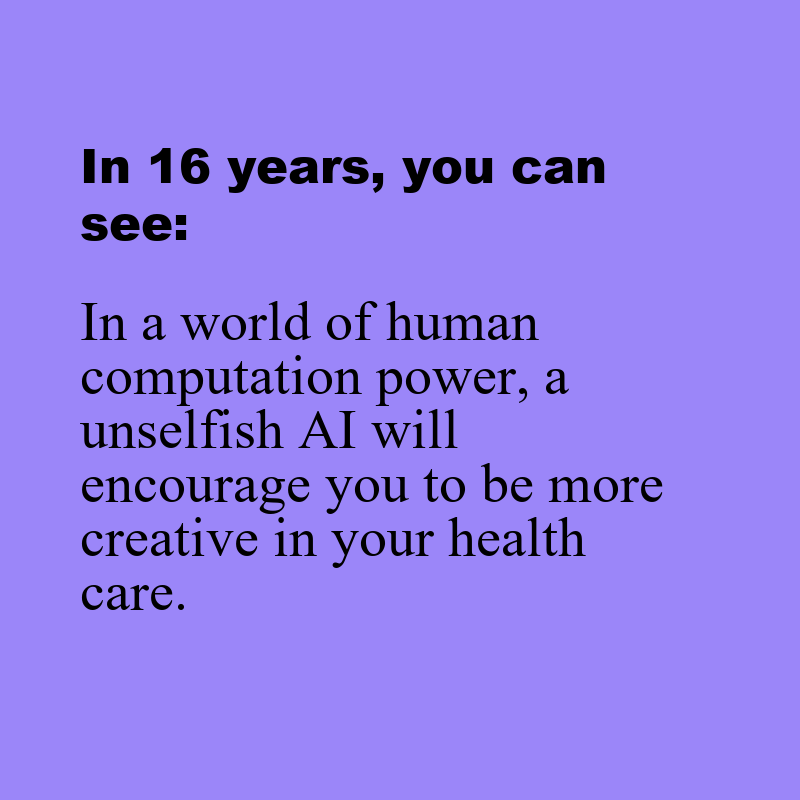 In 16 years, you can
see:
In a world of human
computation power, a
unselfish AI will
encourage you to be more
creative in your health
care.